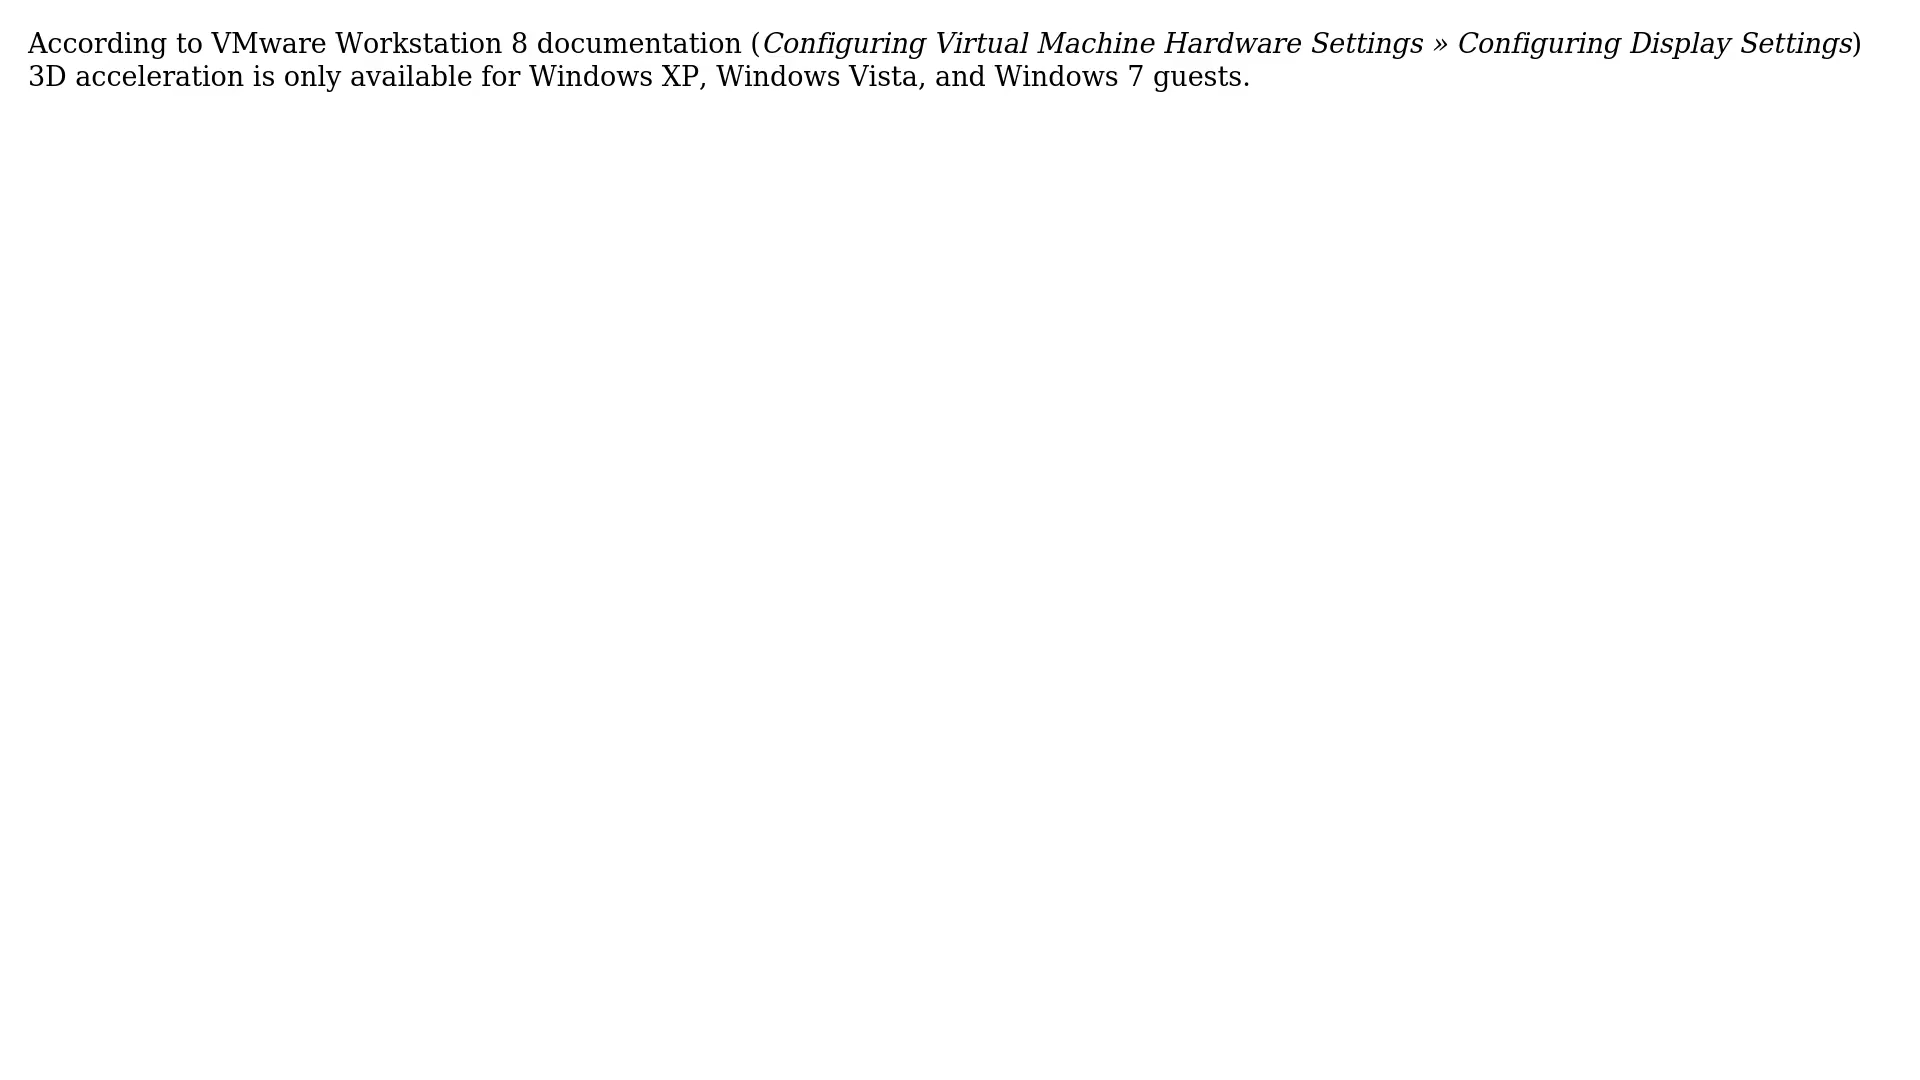 According to VMware Workstation 8 documentation (Configuring Virtual Machine Hardware Settings » Configuring Display Settings)
3D acceleration is only available for Windows XP, Windows Vista, and Windows 7 guests.